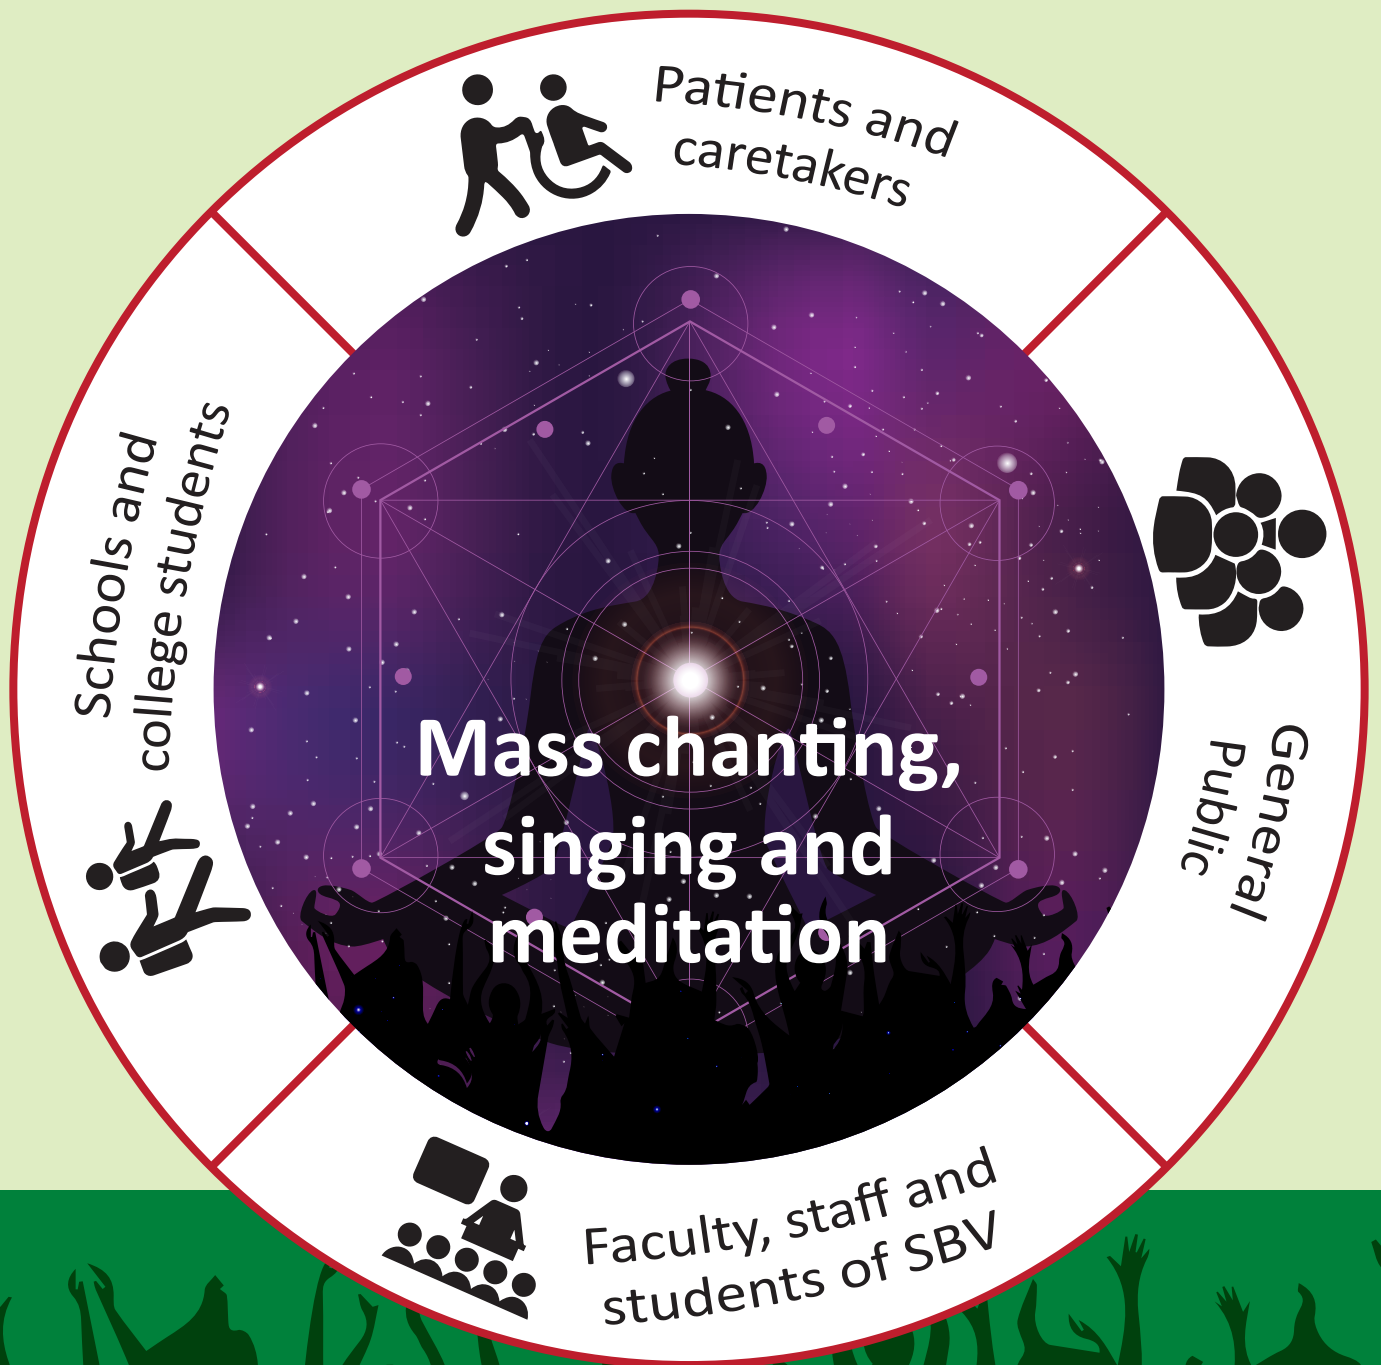 Patients and
caretakers
General
Public
Faculty, staff and
students of SBV
Schools and
college students
Mass chanting,
singing and
meditation